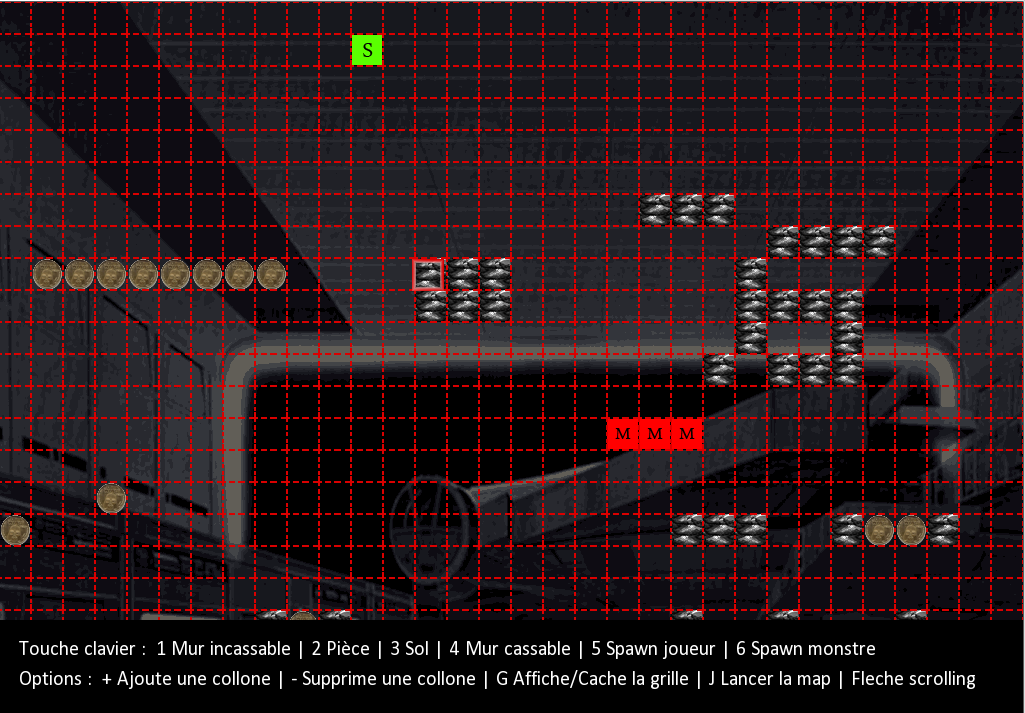 S
M M M
Touche clavier : 1 Mur incassable | 2 Pièce | 3 Sol | 4 Mur cassable | 5 Spawn joueur | 6 Spawn monstre
Options : + Ajoute une collone | - Supprime une collone | G Affiche/Cache la grille | J Lancer la map | Fleche scrolling